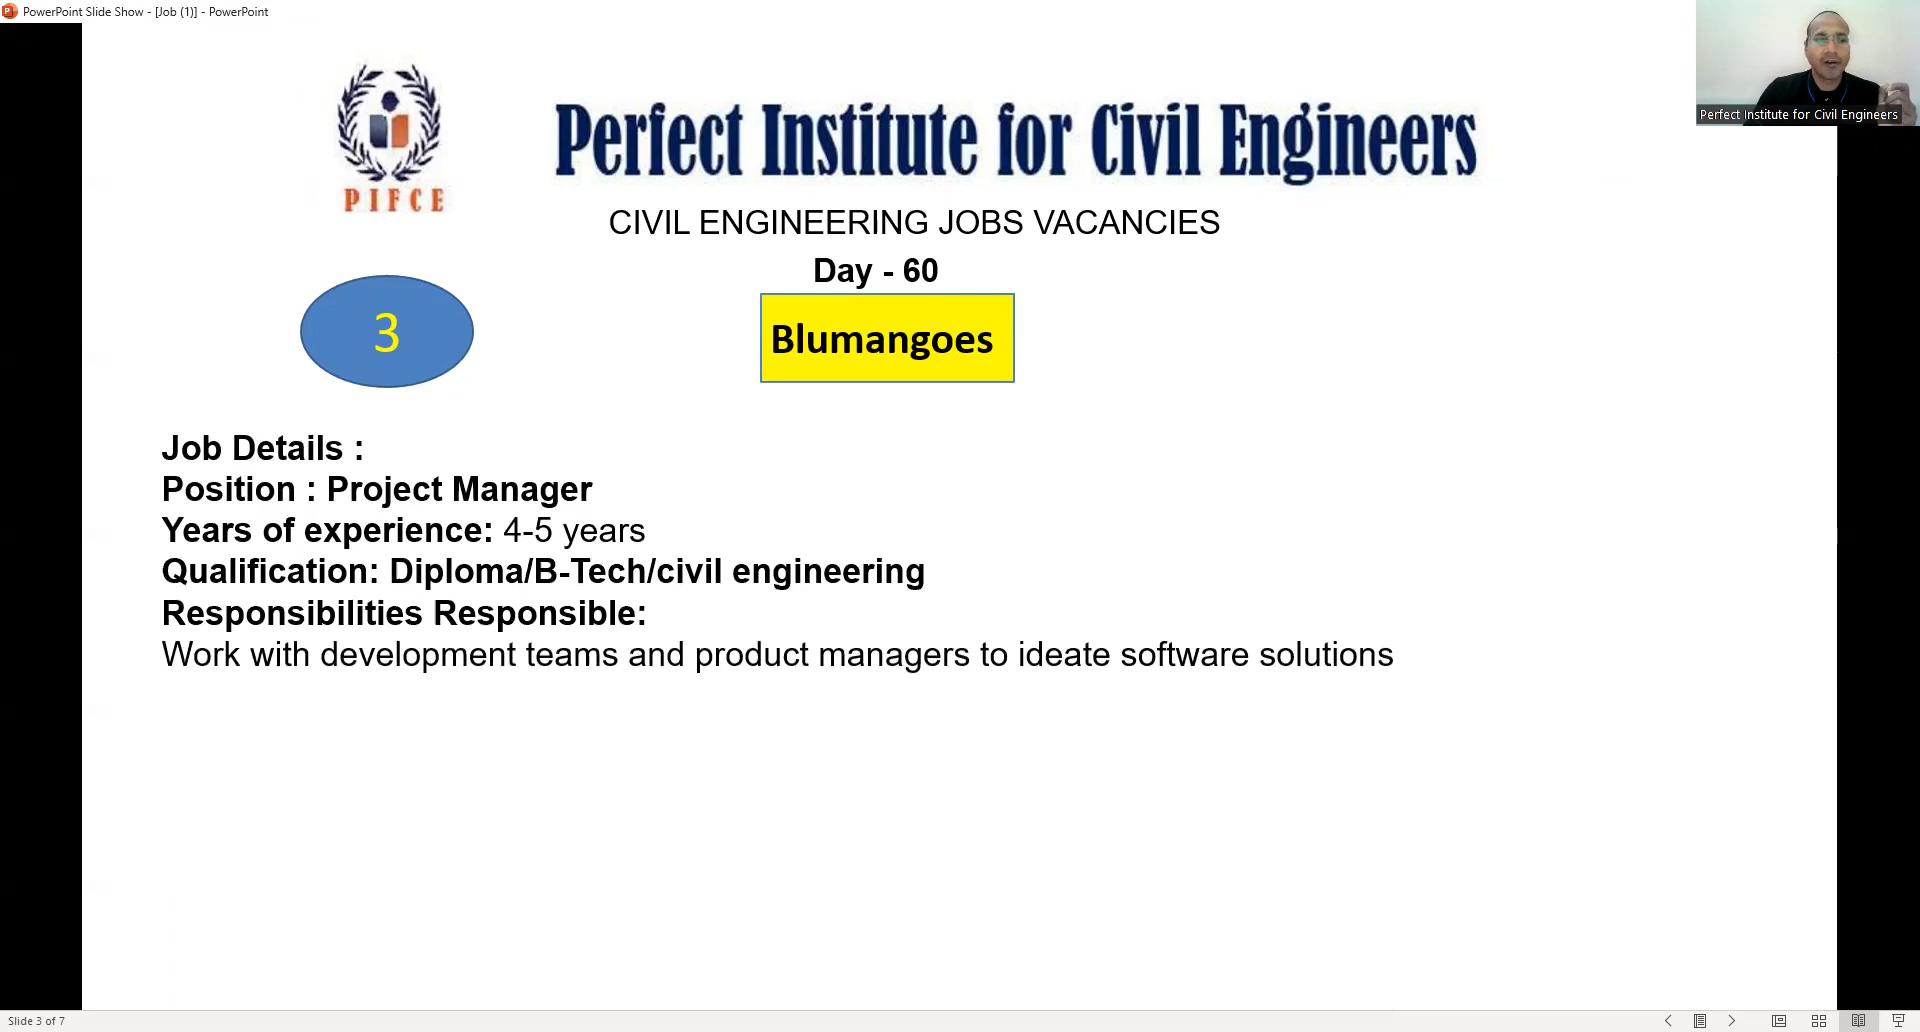 PowerPoint Slide Show - [Job (1)] - PowerPoint
Perfect Institute for Civil Engineers
PIFCE
Perfect Institute for Civil Engineers
CIVIL ENGINEERING JOBS VACANCIES
Day - 60
3
Blumangoes
Job Details :
Position : Project Manager
Years of experience: 4-5 years
Qualification: Diploma/B-Tech/civil engineering
Responsibilities Responsible:
Work with development teams and product managers to ideate software solutions
Slide 3 of 7